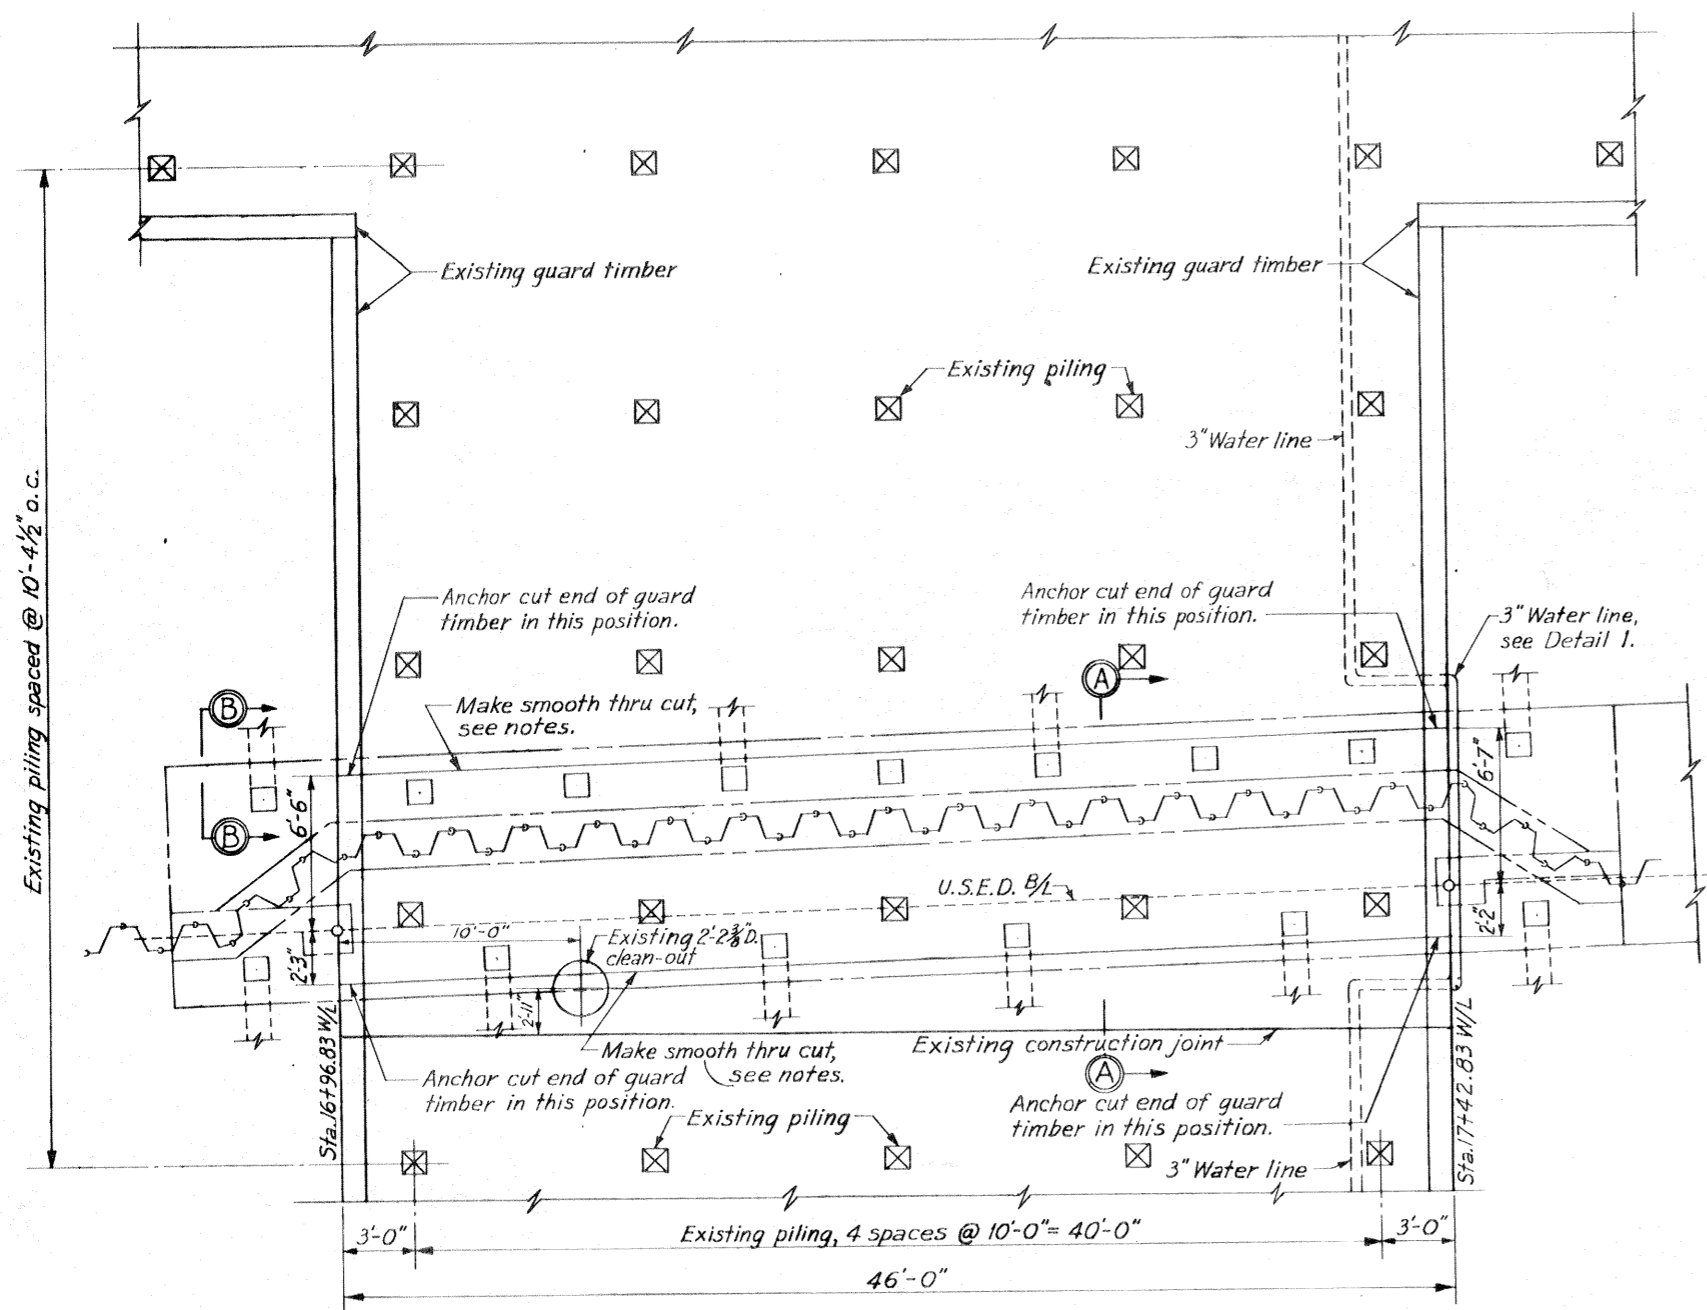 Existing guard timber
Existing guard timber
Existing piling
3" Water line
Existing piling spaced @ 10'-4½" o.c.
Anchor cut end of guard
timber in this position.
Anchor cut end of guard
timber in this position.
3" Water line,
see Detail 1.
A
B
Make smooth thru cut,
see notes.
6'-6"
6'-7"
B
U.S.E.D. B/L
10'-0"
Existing 2'-2⅜"D.
clean-out
2'-3"
2'-2"
2'-11"
Sta.16+96.83 W/L
Make smooth thru cut,
see notes.
Existing construction joint
A
Anchor cut end of guard
timber in this position.
Anchor cut end of guard
timber in this position.
Sta.17+42.83 W/L
Existing piling
3" Water line
3'-0"
Existing piling, 4 spaces @ 10'-0"= 40'-0"
3'-0"
46'-0"